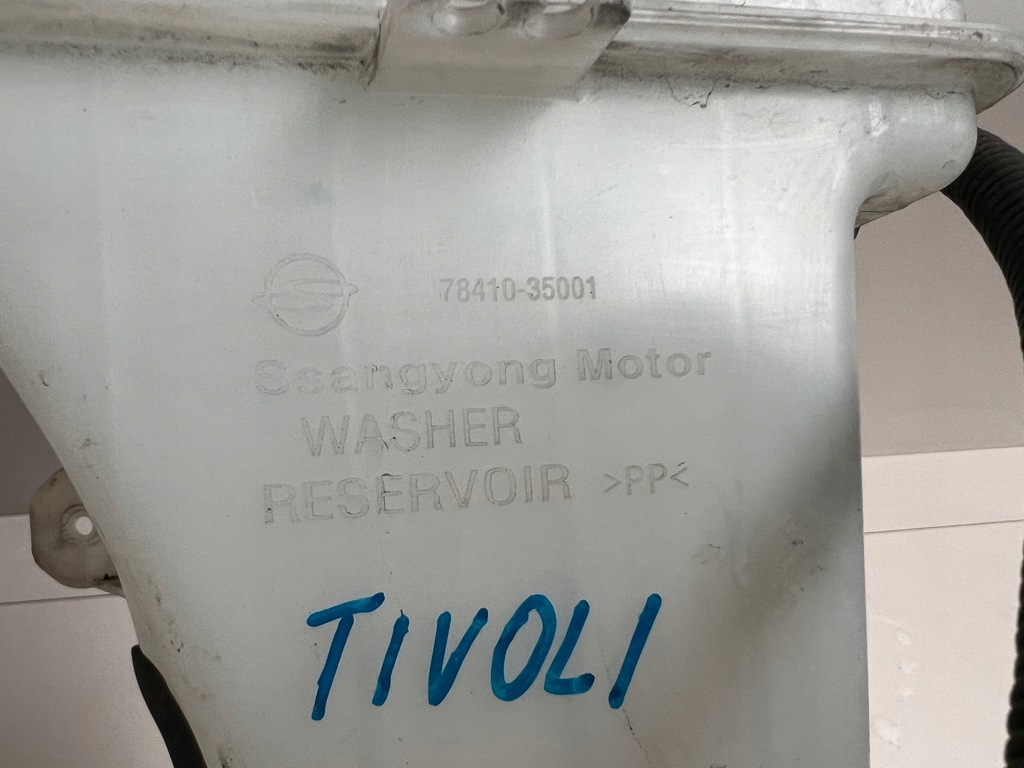 78410-35001
Ssangyong Motor
WASHER
RESERVOIR >PP<
TIVOLI